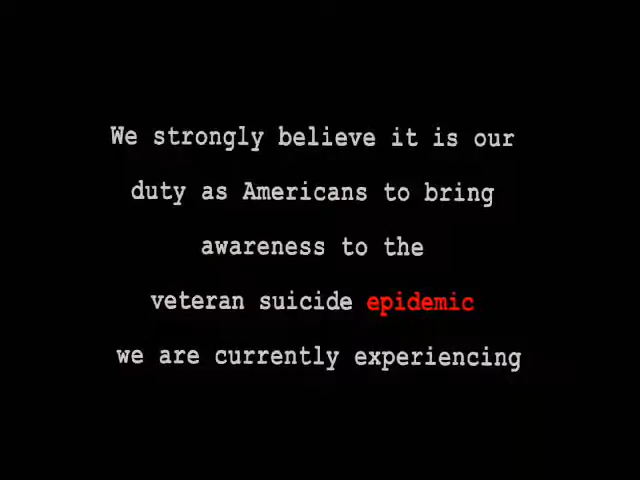 We strongly believe it is our
duty as Americans to bring
awareness to the
veteran suicide epidemic
we are currently experiencing